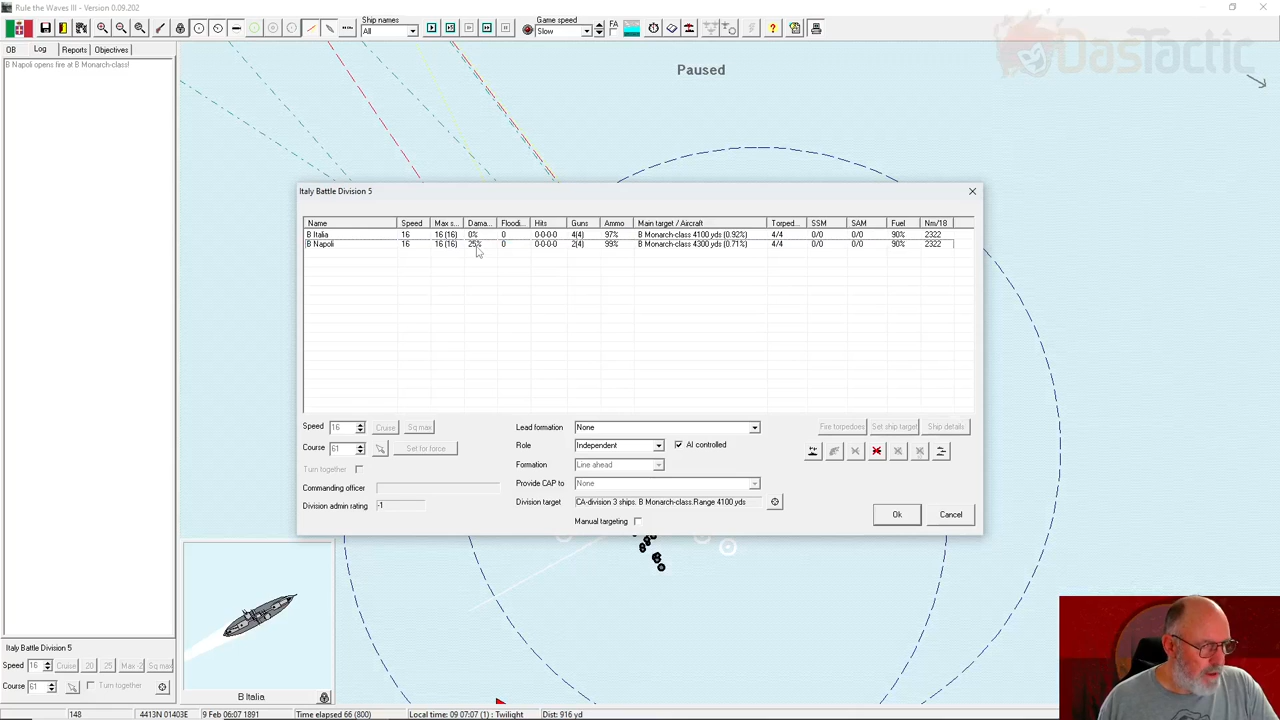 Rule the Waves III - Version 0.09.202
Ship names
All
Game speed
Slow
FA
DasTactic
OB
Log
Reports
Objectives
B Napoli opens fire at B Monarch-class!
Paused
Italy Battle Division 5
Name Speed Max s... Dama... Floodi... Hits Guns Ammo Main target / Aircraft Torped... SSM SAM Fuel Nm/18
B Italia 16 16 (16) 0% 0 0-0-0-0 4(4) 97% B Monarch-class 4100 yds (0.92%) 4/4 0/0 0/0 90% 2322
B Napoli 16 16 (16) 25% 0 0-0-0-0 2(4) 99% B Monarch-class 4300 yds (0.71%) 4/4 0/0 0/0 90% 2322
Speed 16 Cruise Sq max
Course 61 Set for force
Turn together
Commanding officer
Division admin rating -1
Lead formation None
Role Independent AI controlled
Formation Line ahead
Provide CAP to None
Division target CA-division 3 ships. B Monarch-class.Range 4100 yds
Manual targeting
Fire torpedoes Set ship target Ship details
Ok Cancel
B Italia
Italy Battle Division 5
Speed 16 Cruise 20 25 Max -2 Sq max
Course 61 Turn together
148 4413N 01403E 9 Feb 06:07 1891 Time elapsed 66 (800) Local time: 09 07:07 (1) : Twilight Dist: 916 yd